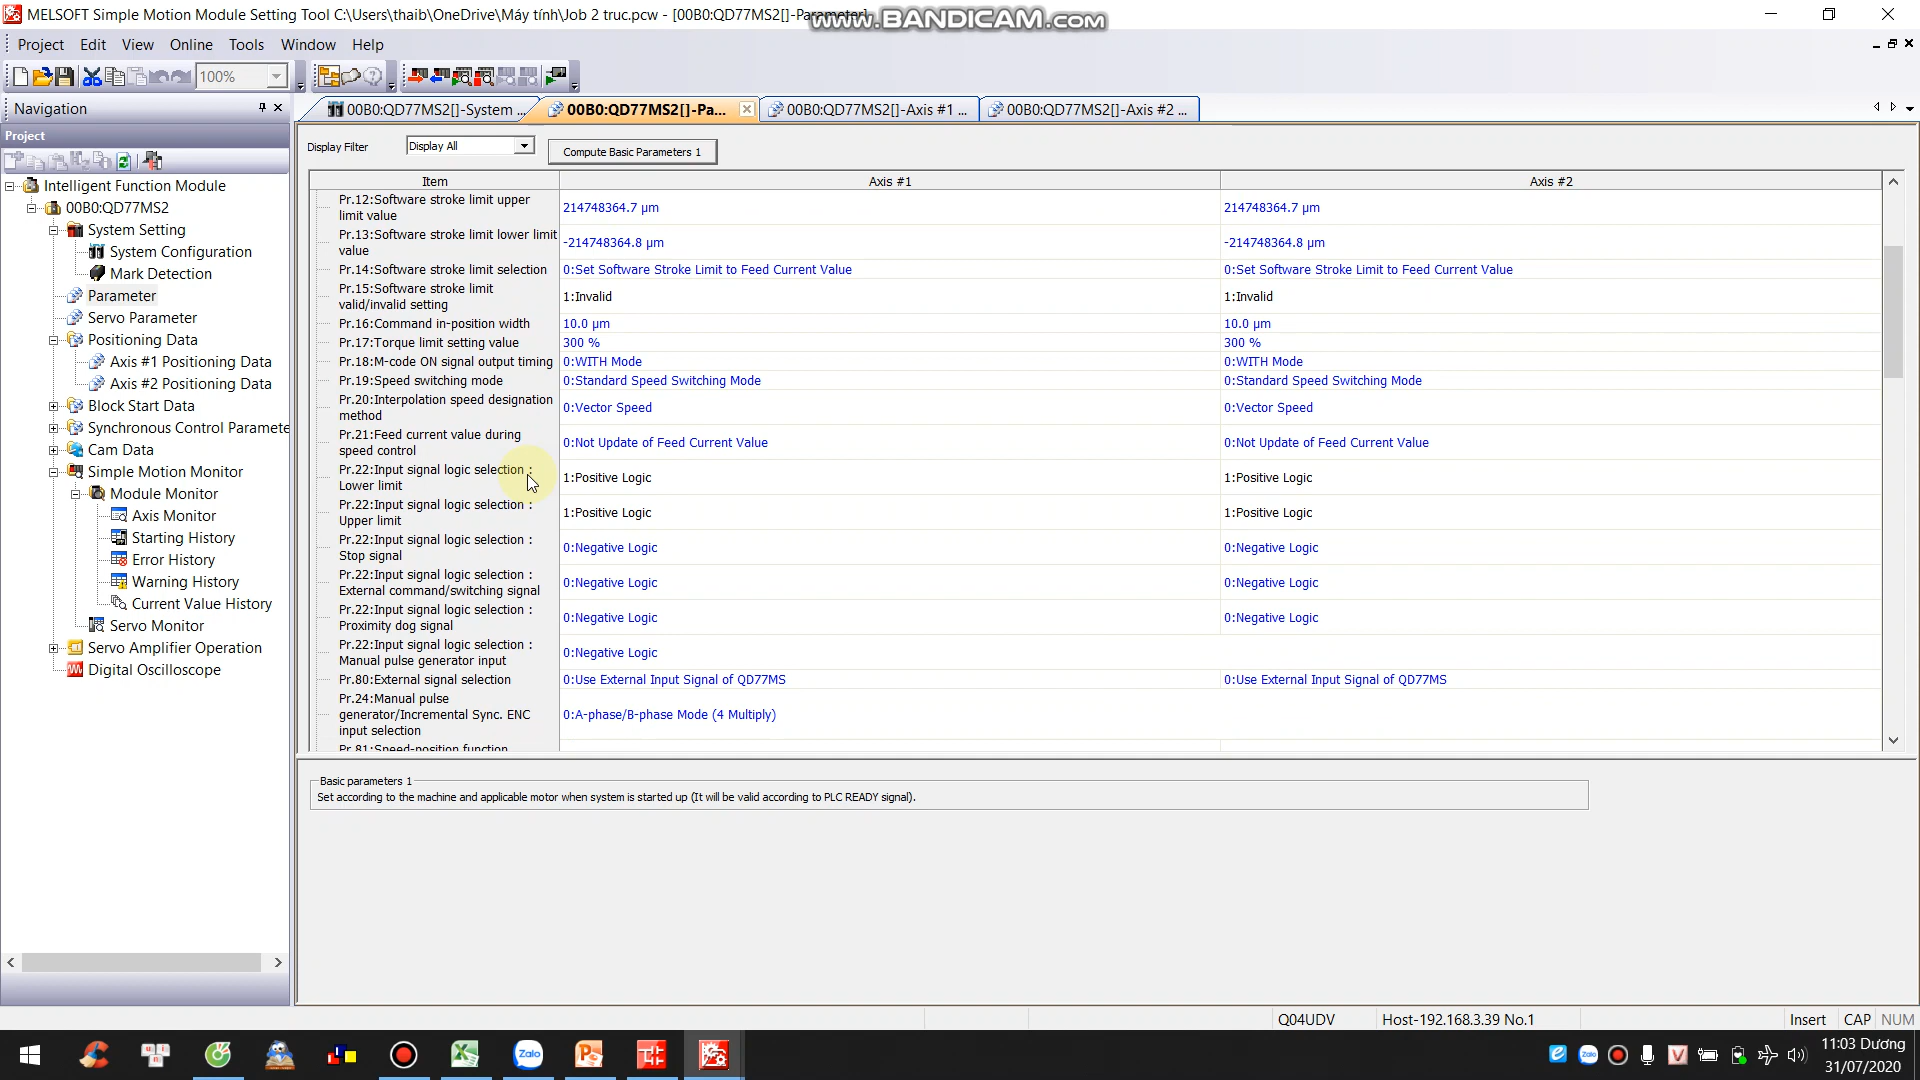 MELSOFT Simple Motion Module Setting Tool C:\Users\thaib\OneDrive\Máy tính\Job 2 truc.pcw - [00B0:QD77MS2[]-Parameter]
www.BANDICAM.com
Project Edit View Online Tools Window Help
100%
Navigation
00B0:QD77MS2[]-System ...
00B0:QD77MS2[]-Pa...
00B0:QD77MS2[]-Axis #1 ...
00B0:QD77MS2[]-Axis #2 ...
Project
Intelligent Function Module
00B0:QD77MS2
System Setting
System Configuration
Mark Detection
Parameter
Servo Parameter
Positioning Data
Axis #1 Positioning Data
Axis #2 Positioning Data
Block Start Data
Synchronous Control Paramete
Cam Data
Simple Motion Monitor
Module Monitor
Axis Monitor
Starting History
Error History
Warning History
Current Value History
Servo Monitor
Servo Amplifier Operation
Digital Oscilloscope
Display Filter Display All Compute Basic Parameters 1
Item Axis #1 Axis #2
Pr.12:Software stroke limit upper
limit value
214748364.7 µm 214748364.7 µm
Pr.13:Software stroke limit lower limit
value
-214748364.8 µm -214748364.8 µm
Pr.14:Software stroke limit selection 0:Set Software Stroke Limit to Feed Current Value 0:Set Software Stroke Limit to Feed Current Value
Pr.15:Software stroke limit
valid/invalid setting
1:Invalid 1:Invalid
Pr.16:Command in-position width 10.0 µm 10.0 µm
Pr.17:Torque limit setting value 300 % 300 %
Pr.18:M-code ON signal output timing 0:WITH Mode 0:WITH Mode
Pr.19:Speed switching mode 0:Standard Speed Switching Mode 0:Standard Speed Switching Mode
Pr.20:Interpolation speed designation
method
0:Vector Speed 0:Vector Speed
Pr.21:Feed current value during
speed control
0:Not Update of Feed Current Value 0:Not Update of Feed Current Value
Pr.22:Input signal logic selection :
Lower limit
1:Positive Logic 1:Positive Logic
Pr.22:Input signal logic selection :
Upper limit
1:Positive Logic 1:Positive Logic
Pr.22:Input signal logic selection :
Stop signal
0:Negative Logic 0:Negative Logic
Pr.22:Input signal logic selection :
External command/switching signal
0:Negative Logic 0:Negative Logic
Pr.22:Input signal logic selection :
Proximity dog signal
0:Negative Logic 0:Negative Logic
Pr.22:Input signal logic selection :
Manual pulse generator input
0:Negative Logic
Pr.80:External signal selection 0:Use External Input Signal of QD77MS 0:Use External Input Signal of QD77MS
Pr.24:Manual pulse
generator/Incremental Sync. ENC
input selection
0:A-phase/B-phase Mode (4 Multiply)
Pr.81:Speed-position function
Basic parameters 1
Set according to the machine and applicable motor when system is started up (It will be valid according to PLC READY signal).
Q04UDV Host-192.168.3.39 No.1 Insert CAP NUM
Zalo
11:03 Dương
31/07/2020